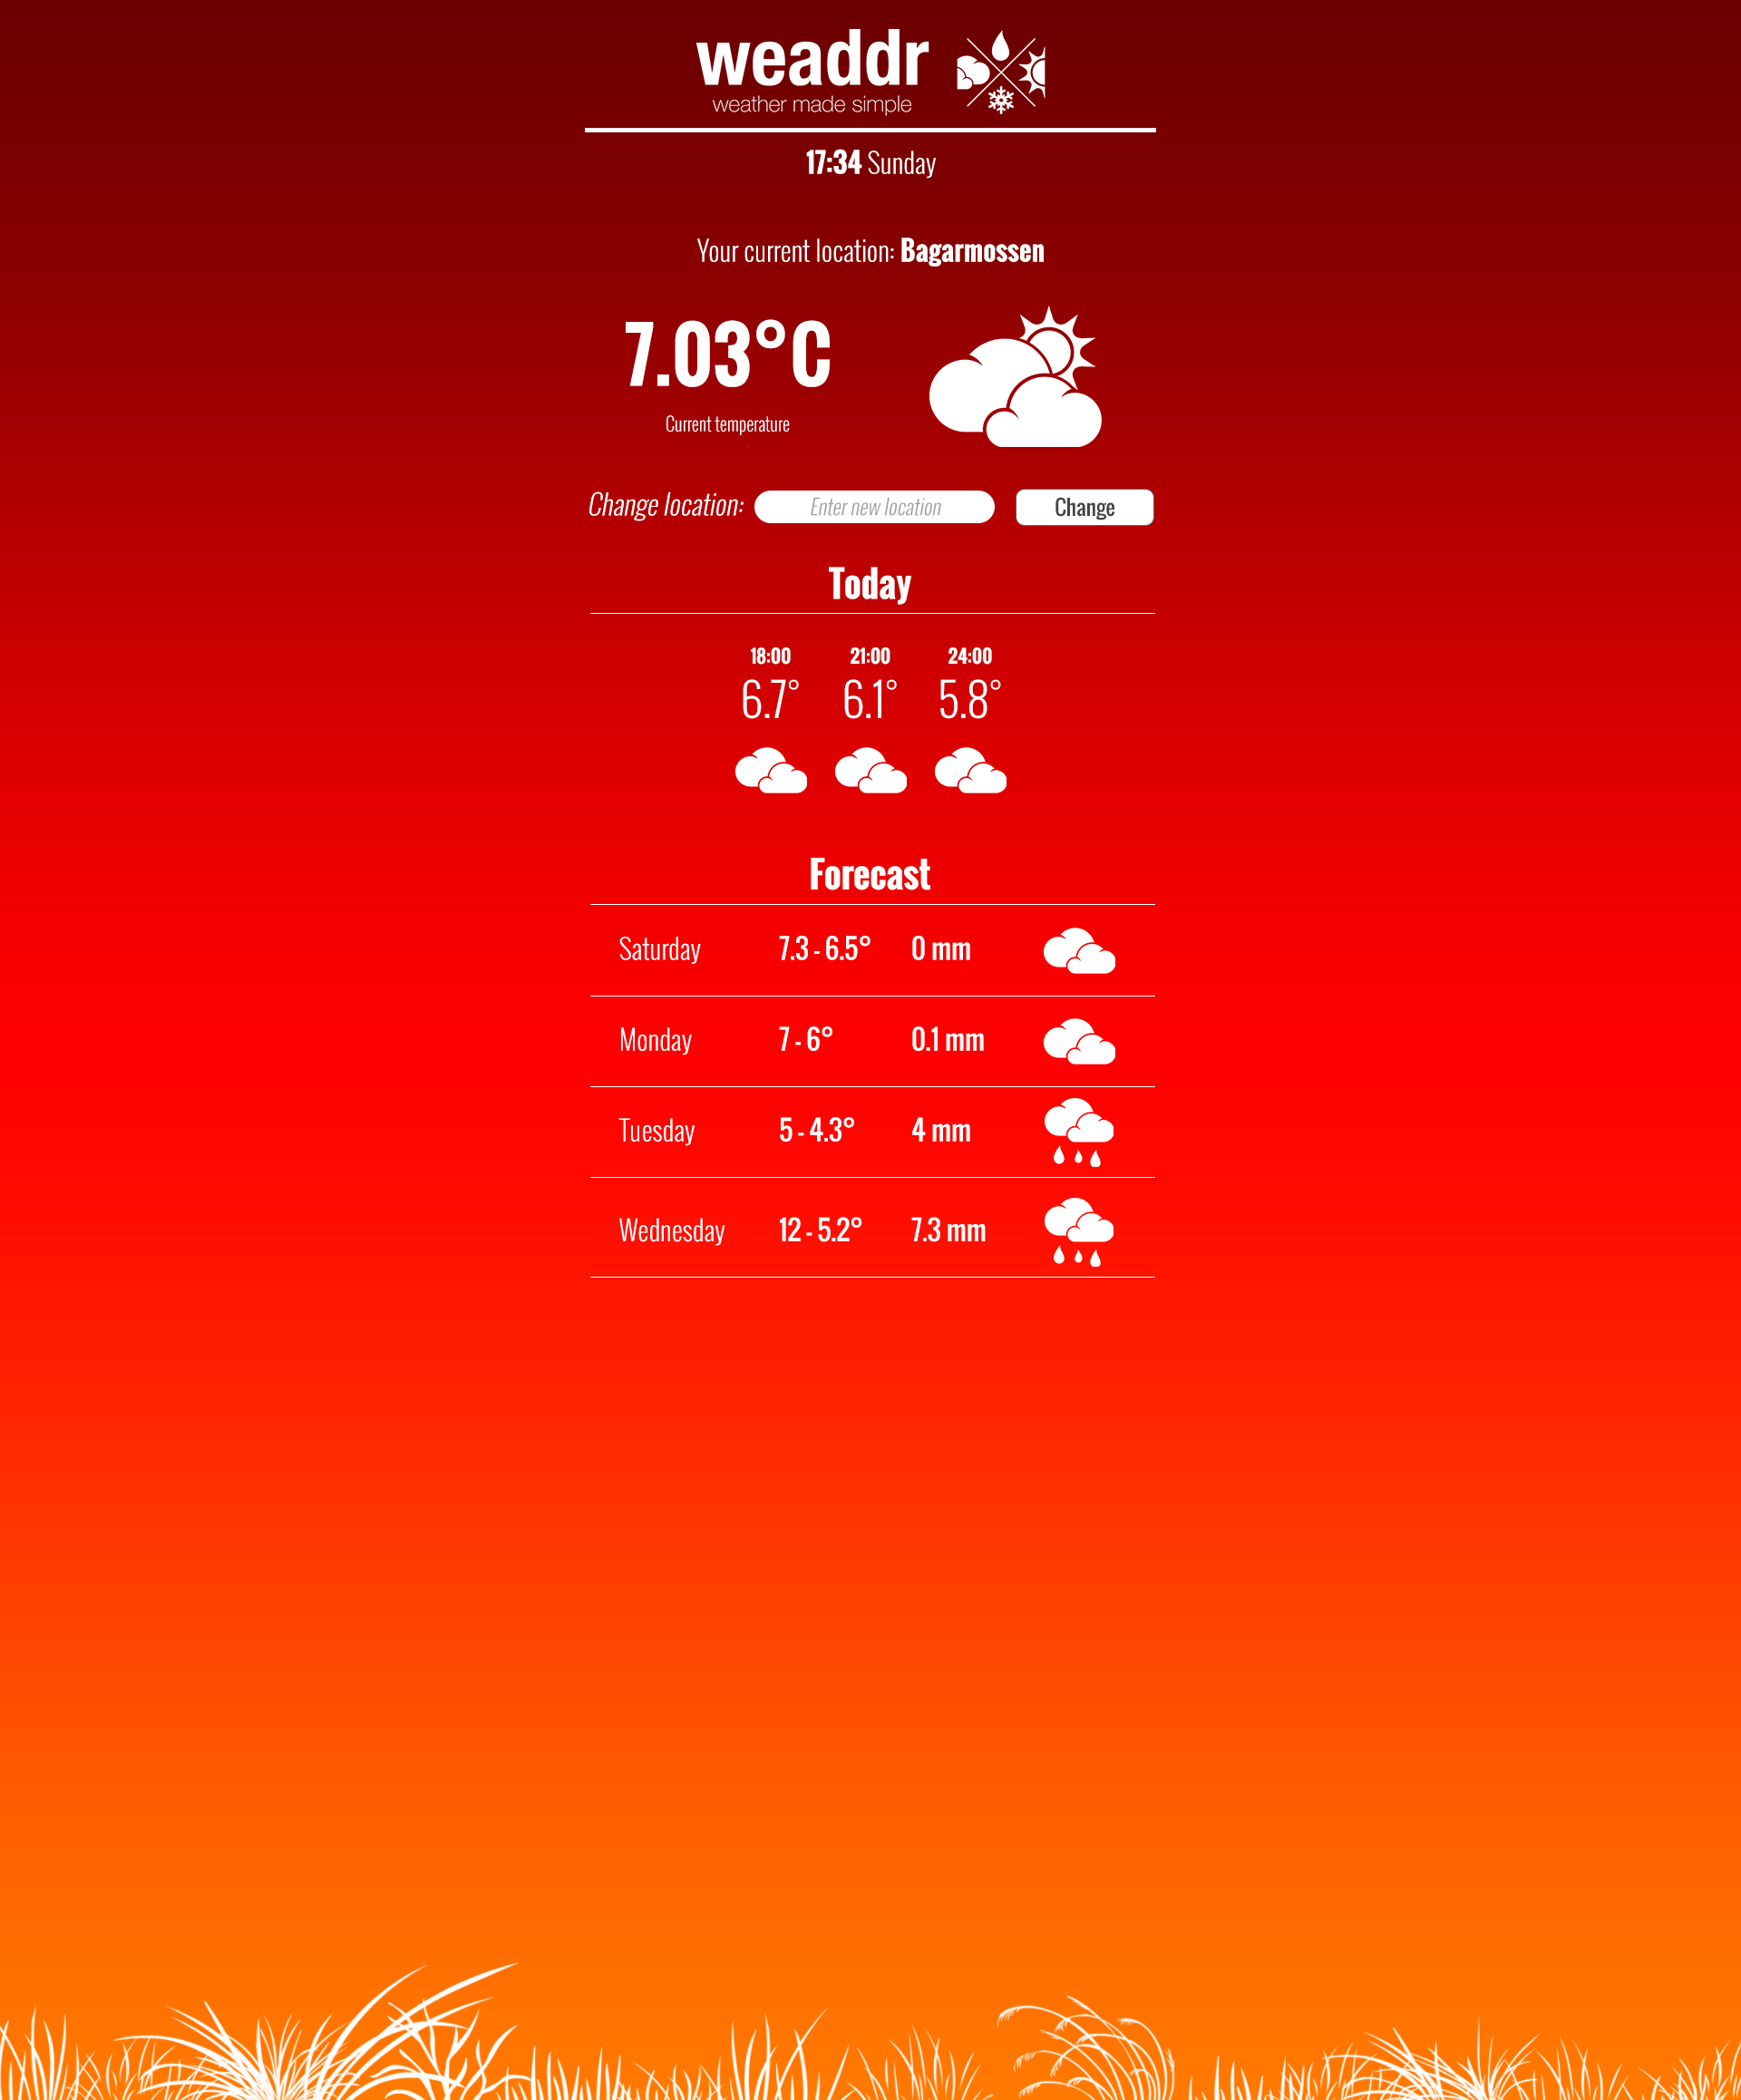 weaddr
weather made simple
17:34 Sunday
Your current location: Bagarmossen
7.03°C
Current temperature
Change location: Enter new location Change
Today
18:00 21:00 24:00
6.7° 6.1° 5.8°
Forecast
Saturday 7.3 - 6.5° 0 mm
Monday 7 - 6° 0.1 mm
Tuesday 5 - 4.3° 4 mm
Wednesday 12 - 5.2° 7.3 mm